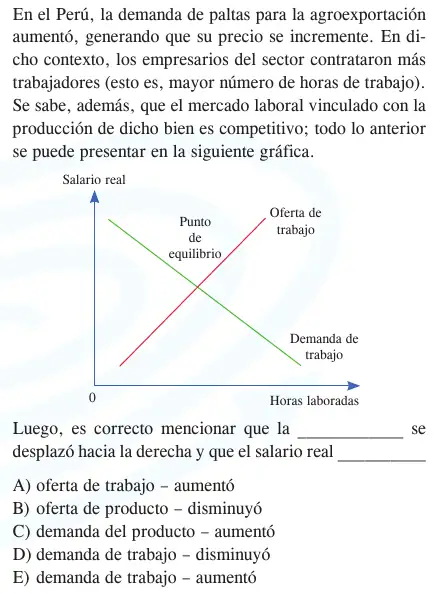 En el Perú, la demanda de paltas para la agroexportación
aumentó, generando que su precio se incremente. En di-
cho contexto, los empresarios del sector contrataron más
trabajadores (esto es, mayor número de horas de trabajo).
Se sabe, además, que el mercado laboral vinculado con la
producción de dicho bien es competitivo; todo lo anterior
se puede presentar en la siguiente gráfica.
Salario real
Oferta de
trabajo
Punto
de
equilibrio
Demanda de
trabajo
0
Horas laboradas
Luego, es correcto mencionar que la ____________ se
desplazó hacia la derecha y que el salario real __________
A) oferta de trabajo – aumentó
B) oferta de producto – disminuyó
C) demanda del producto – aumentó
D) demanda de trabajo – disminuyó
E) demanda de trabajo – aumentó